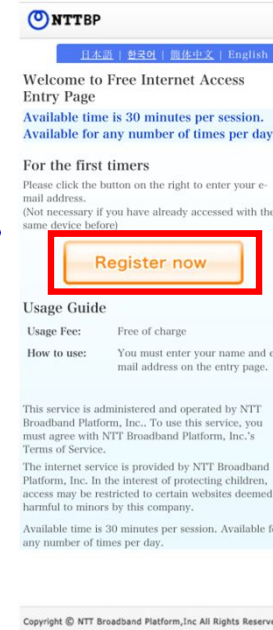 NTTBP
日本語 | 한국어 | 簡体中文 | English
Welcome to Free Internet Access
Entry Page
Available time is 30 minutes per session.
Available for any number of times per day
For the first timers
Please click the button on the right to enter your e-
mail address.
(Not necessary if you have already accessed with the
same device before)
Register now
Usage Guide
Usage Fee: Free of charge
How to use: You must enter your name and e
mail address on the entry page.
This service is administered and operated by NTT
Broadband Platform, Inc.. To use this service, you
must agree with NTT Broadband Platform, Inc.'s
Terms of Service.
The internet service is provided by NTT Broadband
Platform, Inc. In the interest of protecting children,
access may be restricted to certain websites deemed
harmful to minors by this company.
Available time is 30 minutes per session. Available f
any number of times per day.
Copyright © NTT Broadband Platform,Inc All Rights Reserve